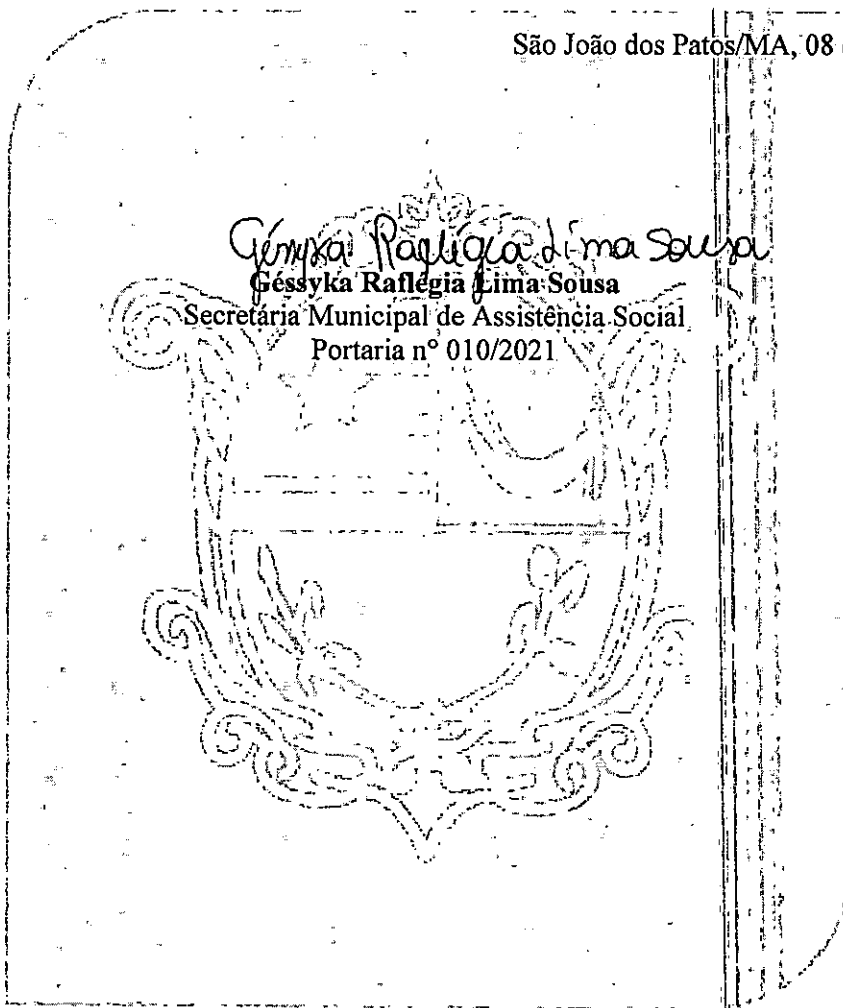 São João dos Patos/MA, 08
Géssyka Raflégia Lima Sousa
Géssyka Raflégia Lima Sousa
Secretária Municipal de Assistência Social
Portaria nº 010/2021